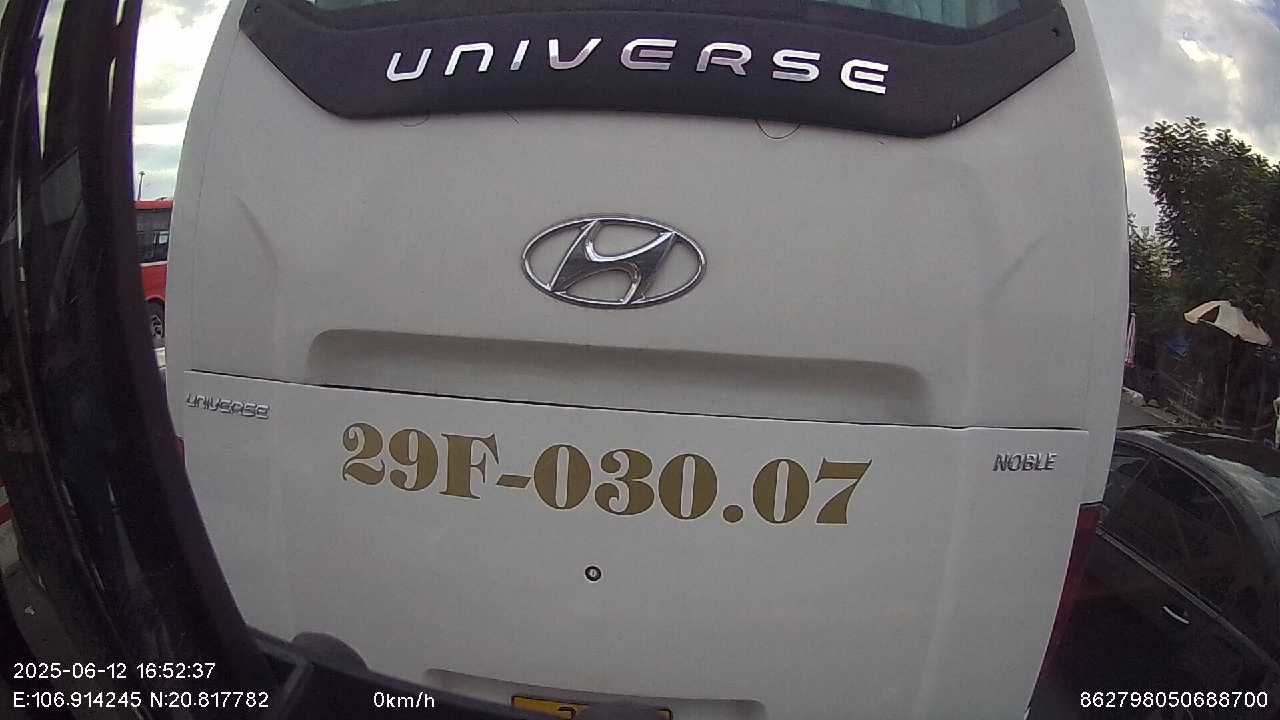 UNIVERSE
UNIVERSE
NOBLE
29F-030.07
2025-06-12 16:52:37
E:106.914245 N:20.817782
0km/h
862798050688700